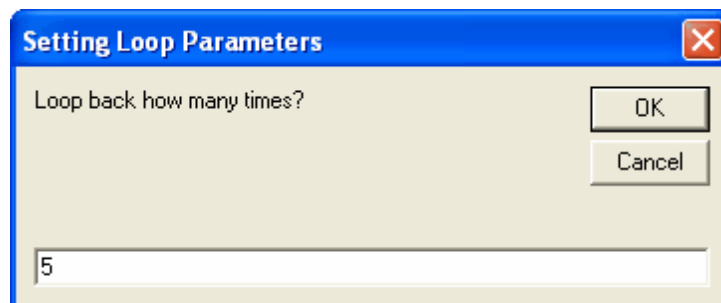 Setting Loop Parameters
Loop back how many times?
OK
Cancel
5